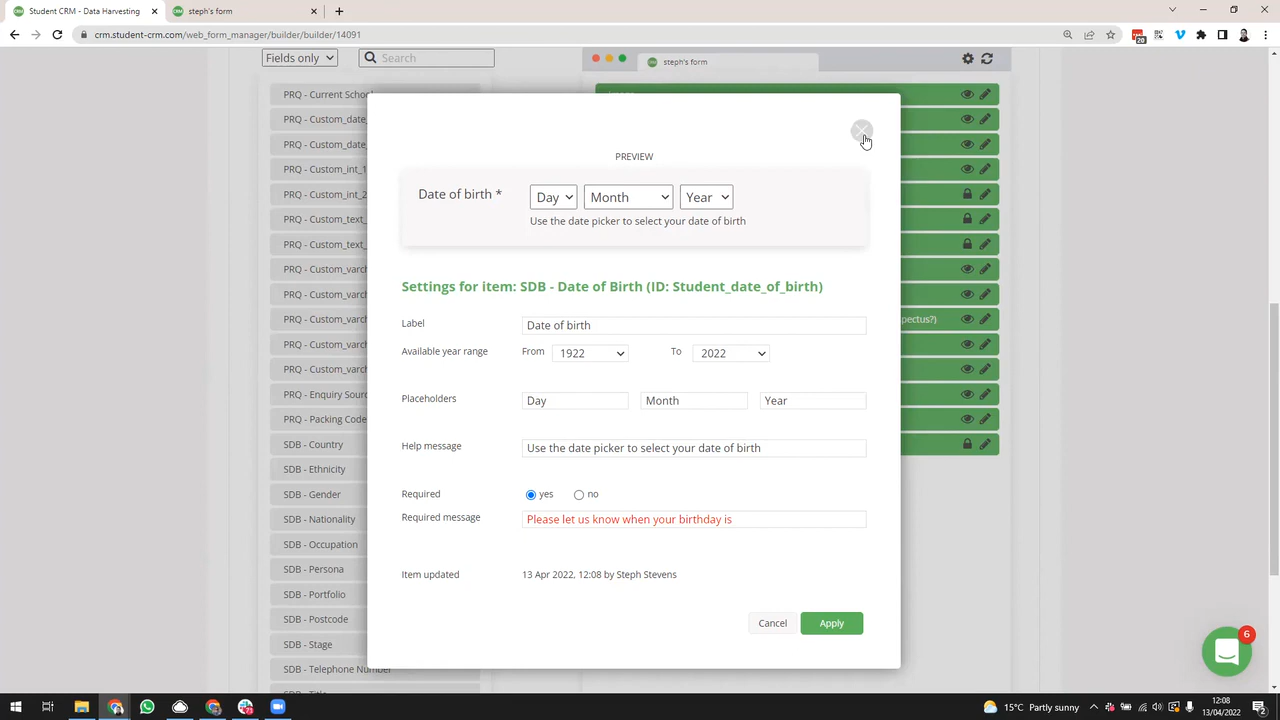 Student CRM - Data Harvesting
steph's form
crm.student-crm.com/web_form_manager/builder/builder/14091
20
Fields only
Search
steph's form
PRQ - Current School
PRQ - Custom_date_
PRQ - Custom_date_
PRQ - Custom_int_1
PRQ - Custom_int_2
PRQ - Custom_text_
PRQ - Custom_text_
PRQ - Custom_varch
PRQ - Custom_varch
PRQ - Custom_varch
PRQ - Custom_varch
PRQ - Custom_varch
PRQ - Enquiry Source
PRQ - Packing Code
SDB - Country
SDB - Ethnicity
SDB - Gender
SDB - Nationality
SDB - Occupation
SDB - Persona
SDB - Portfolio
SDB - Postcode
SDB - Stage
SDB - Telephone Number
pectus?)
PREVIEW
Date of birth *
Day
Month
Year
Use the date picker to select your date of birth
Settings for item: SDB - Date of Birth (ID: Student_date_of_birth)
Label
Date of birth
Available year range
From
1922
To
2022
Placeholders
Day
Month
Year
Help message
Use the date picker to select your date of birth
Required
yes
no
Required message
Please let us know when your birthday is
Item updated
13 Apr 2022, 12:08 by Steph Stevens
Cancel
Apply
6
15°C Partly sunny
12:08
13/04/2022
2